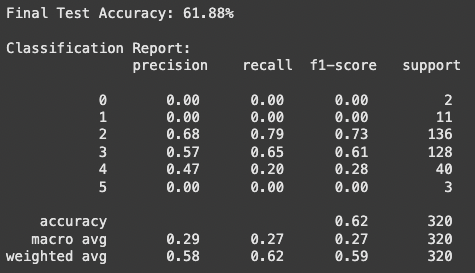 Final Test Accuracy: 61.88%
Classification Report:
precision recall f1-score support
0 0.00 0.00 0.00 2
1 0.00 0.00 0.00 11
2 0.68 0.79 0.73 136
3 0.57 0.65 0.61 128
4 0.47 0.20 0.28 40
5 0.00 0.00 0.00 3
accuracy 0.62 320
macro avg 0.29 0.27 0.27 320
weighted avg 0.58 0.62 0.59 320